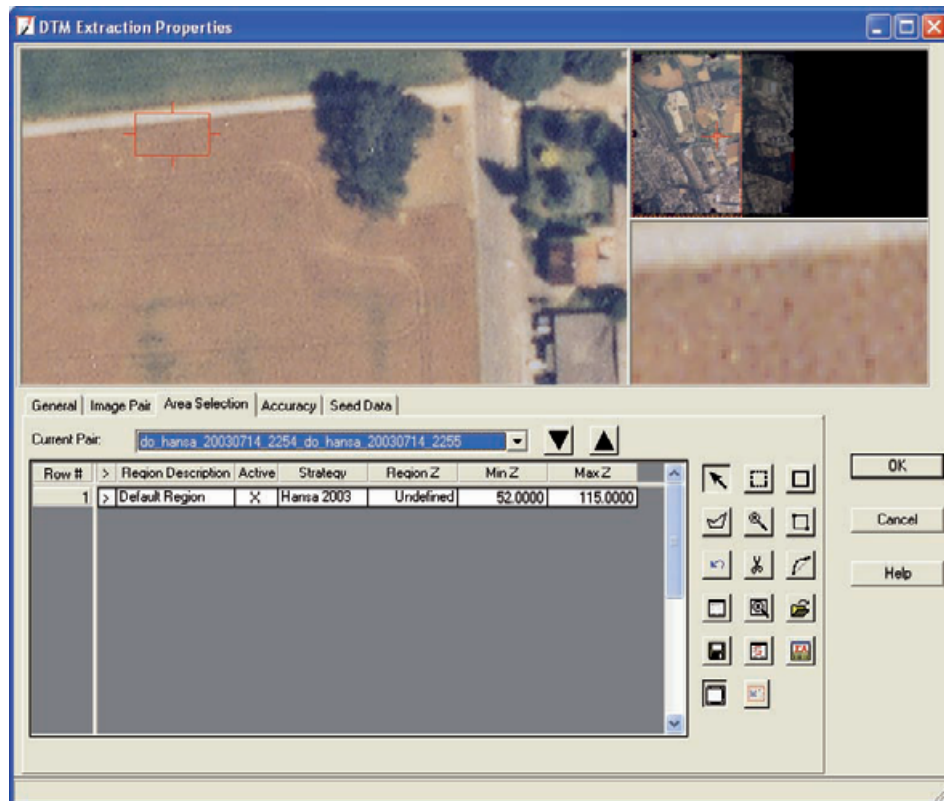 DTM Extraction Properties
General Image Pair Area Selection Accuracy Seed Data
Current Pair: do_hansa_20030714_2254_do_hansa_20030714_2255
Row # > Region Description Active Strategy Region Z Min Z Max Z
1 > Default Region X Hansa 2003 Undefined 52.0000 115.0000
OK
Cancel
Help